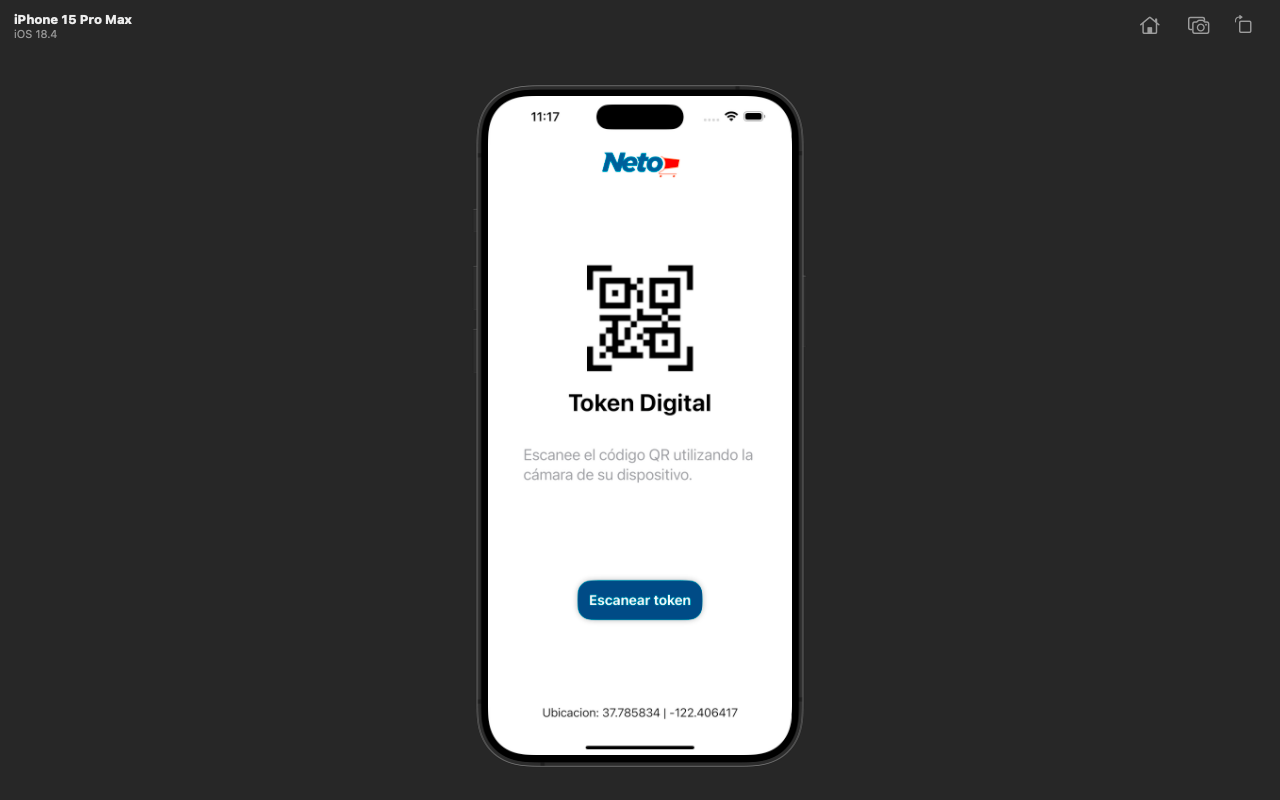 iPhone 15 Pro Max
iOS 18.4
11:17
Neto
Token Digital
Escanee el código QR utilizando la
cámara de su dispositivo.
Escanear token
Ubicacion: 37.785834 | -122.406417